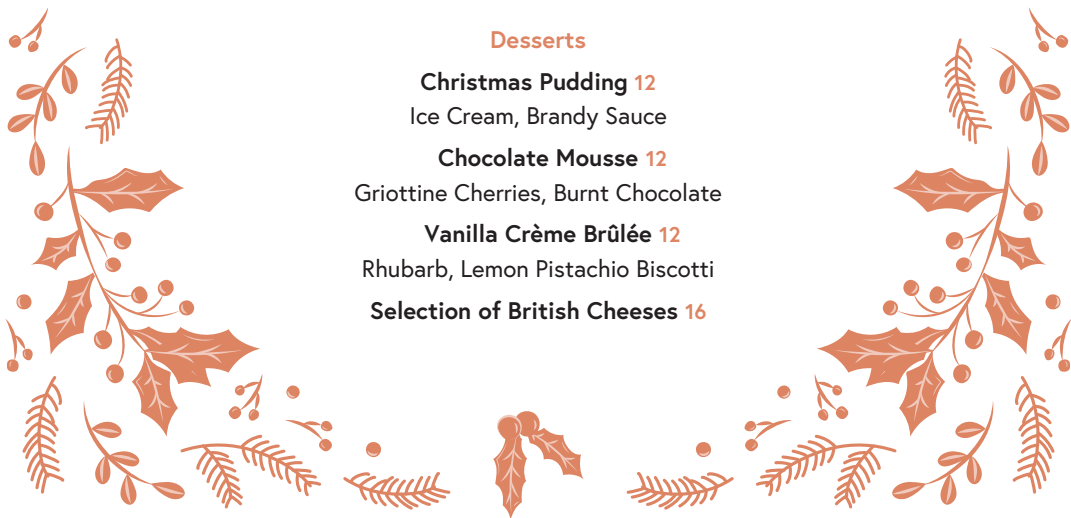 Desserts
Christmas Pudding 12
Ice Cream, Brandy Sauce
Chocolate Mousse 12
Griottine Cherries, Burnt Chocolate
Vanilla Crème Brûlée 12
Rhubarb, Lemon Pistachio Biscotti
Selection of British Cheeses 16